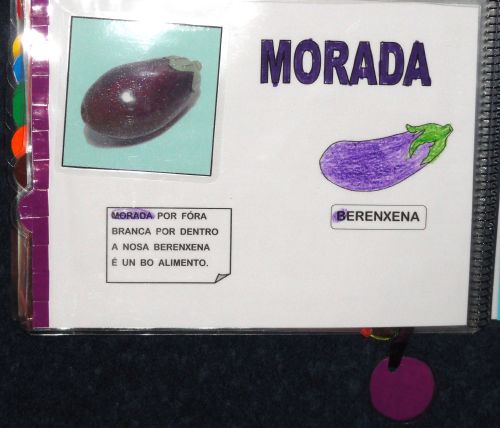 MORADA
MORADA POR FÓRA
BRANCA POR DENTRO
A NOSA BERENXENA
É UN BO ALIMENTO.
BERENXENA